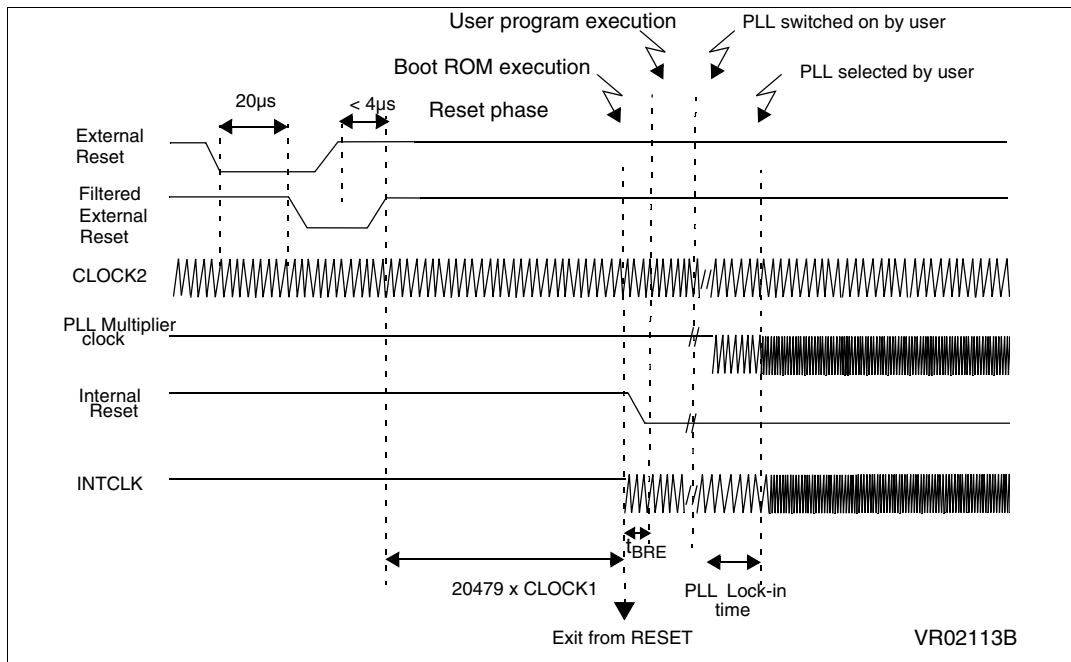 User program execution
PLL switched on by user
Boot ROM execution
PLL selected by user
20µs
< 4µs
Reset phase
External
Reset
Filtered
External
Reset
CLOCK2
PLL Multiplier
clock
Internal
Reset
INTCLK
tBRE
20479 x CLOCK1
PLL Lock-in
time
Exit from RESET
VR02113B